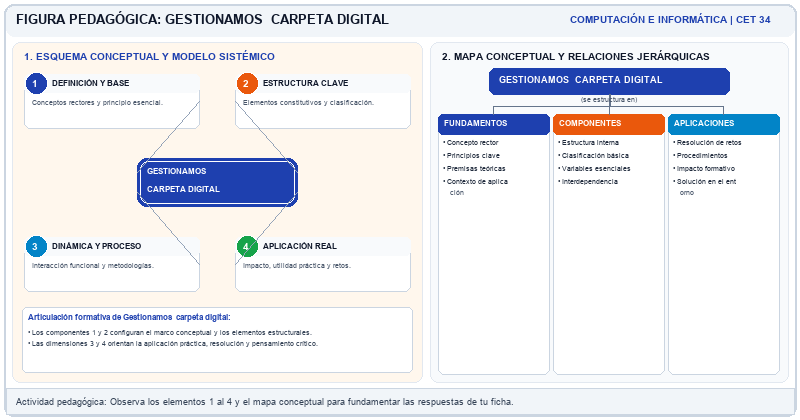 FIGURA PEDAGÓGICA: GESTIONAMOS  CARPETA DIGITAL
COMPUTACIÓN E INFORMÁTICA | CET 34
1. ESQUEMA CONCEPTUAL Y MODELO SISTÉMICO
1 DEFINIÓN Y BASE
Conceptos rectores y principio esencial.
2 ESTRUCTURA CLAVE
Elementos constitutivos y clasificación.
GESTIONAMOS
CARPETA DIGITAL
3 DINÁMICA Y PROCESO
Interacción funcional y metodologías.
4 APLICACIÓN REAL
Impacto, utilidad práctica y retos.
Articulación formativa de Gestionamos  carpeta digital:
• Los componentes 1 y 2 configuran el marco conceptual y los elementos estructurales.
• Las dimensiones 3 y 4 orientan la aplicación práctica, resolución y pensamiento crítico.
2. MAPA CONCEPTUAL Y RELACIONES JERÁRQUICAS
GESTIONAMOS  CARPETA DIGITAL
(se estructura en)
FUNDAMENTOS
• Concepto rector
• Principios clave
• Premisas teóricas
• Contexto de aplica
ción
COMPONENTES
• Estructura interna
• Clasificación básica
• Variables esenciales
• Interdependencia
APLICACIONES
• Resolución de retos
• Procedimientos
• Impacto formativo
• Solución en el ent
orno
Actividad pedagógica: Observa los elementos 1 al 4 y el mapa conceptual para fundamentar las respuestas de tu ficha.